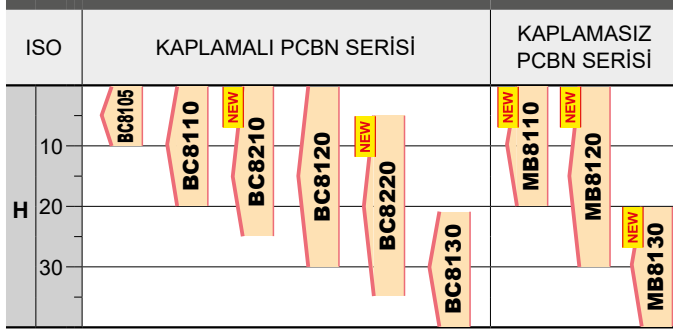 ISO
KAPLAMALI PCBN SERİSİ
KAPLAMASIZ
PCBN SERİSİ
H
10
20
30
BC8105
BC8110
NEW
BC8210
BC8120
NEW
BC8220
BC8130
NEW
MB8110
NEW
MB8120
NEW
MB8130